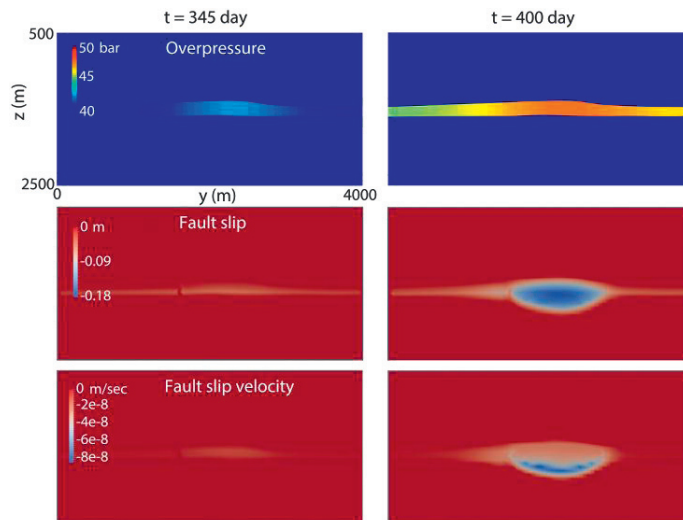 t = 345 day
t = 400 day
500
50 bar
Overpressure
45
40
z (m)
2500
0
y (m)
4000
0 m
Fault slip
-0.09
-0.18
0 m/sec
Fault slip velocity
-2e-8
-4e-8
-6e-8
-8e-8